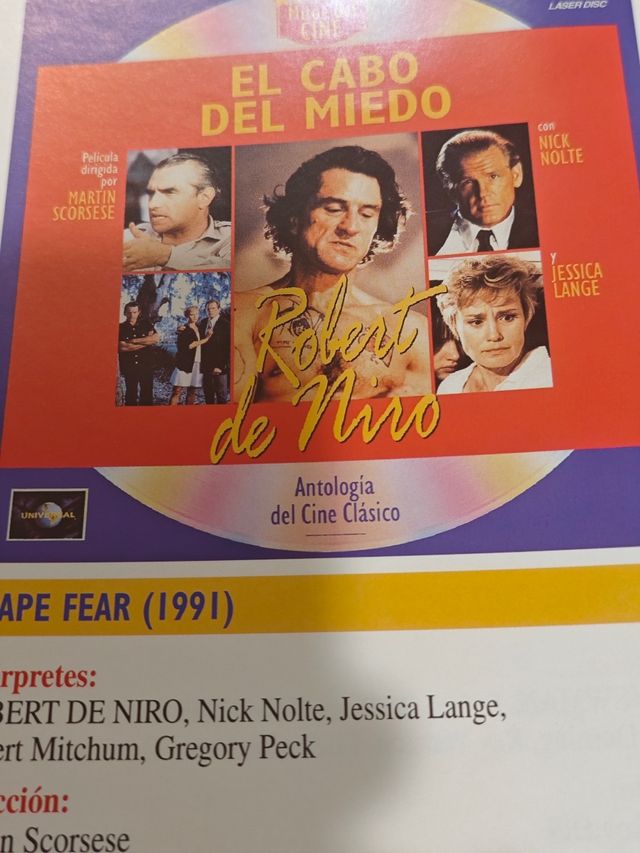 LASER DISC
CINE
EL CABO
DEL MIEDO
Película
dirigida
por
MARTIN
SCORSESE
con
NICK
NOLTE
y
JESSICA
LANGE
Robert
de Niro
Antología
del Cine Clásico
UNIVERSAL
APE FEAR (1991)
rpretes:
BERT DE NIRO, Nick Nolte, Jessica Lange,
ert Mitchum, Gregory Peck
cción:
n Scorsese